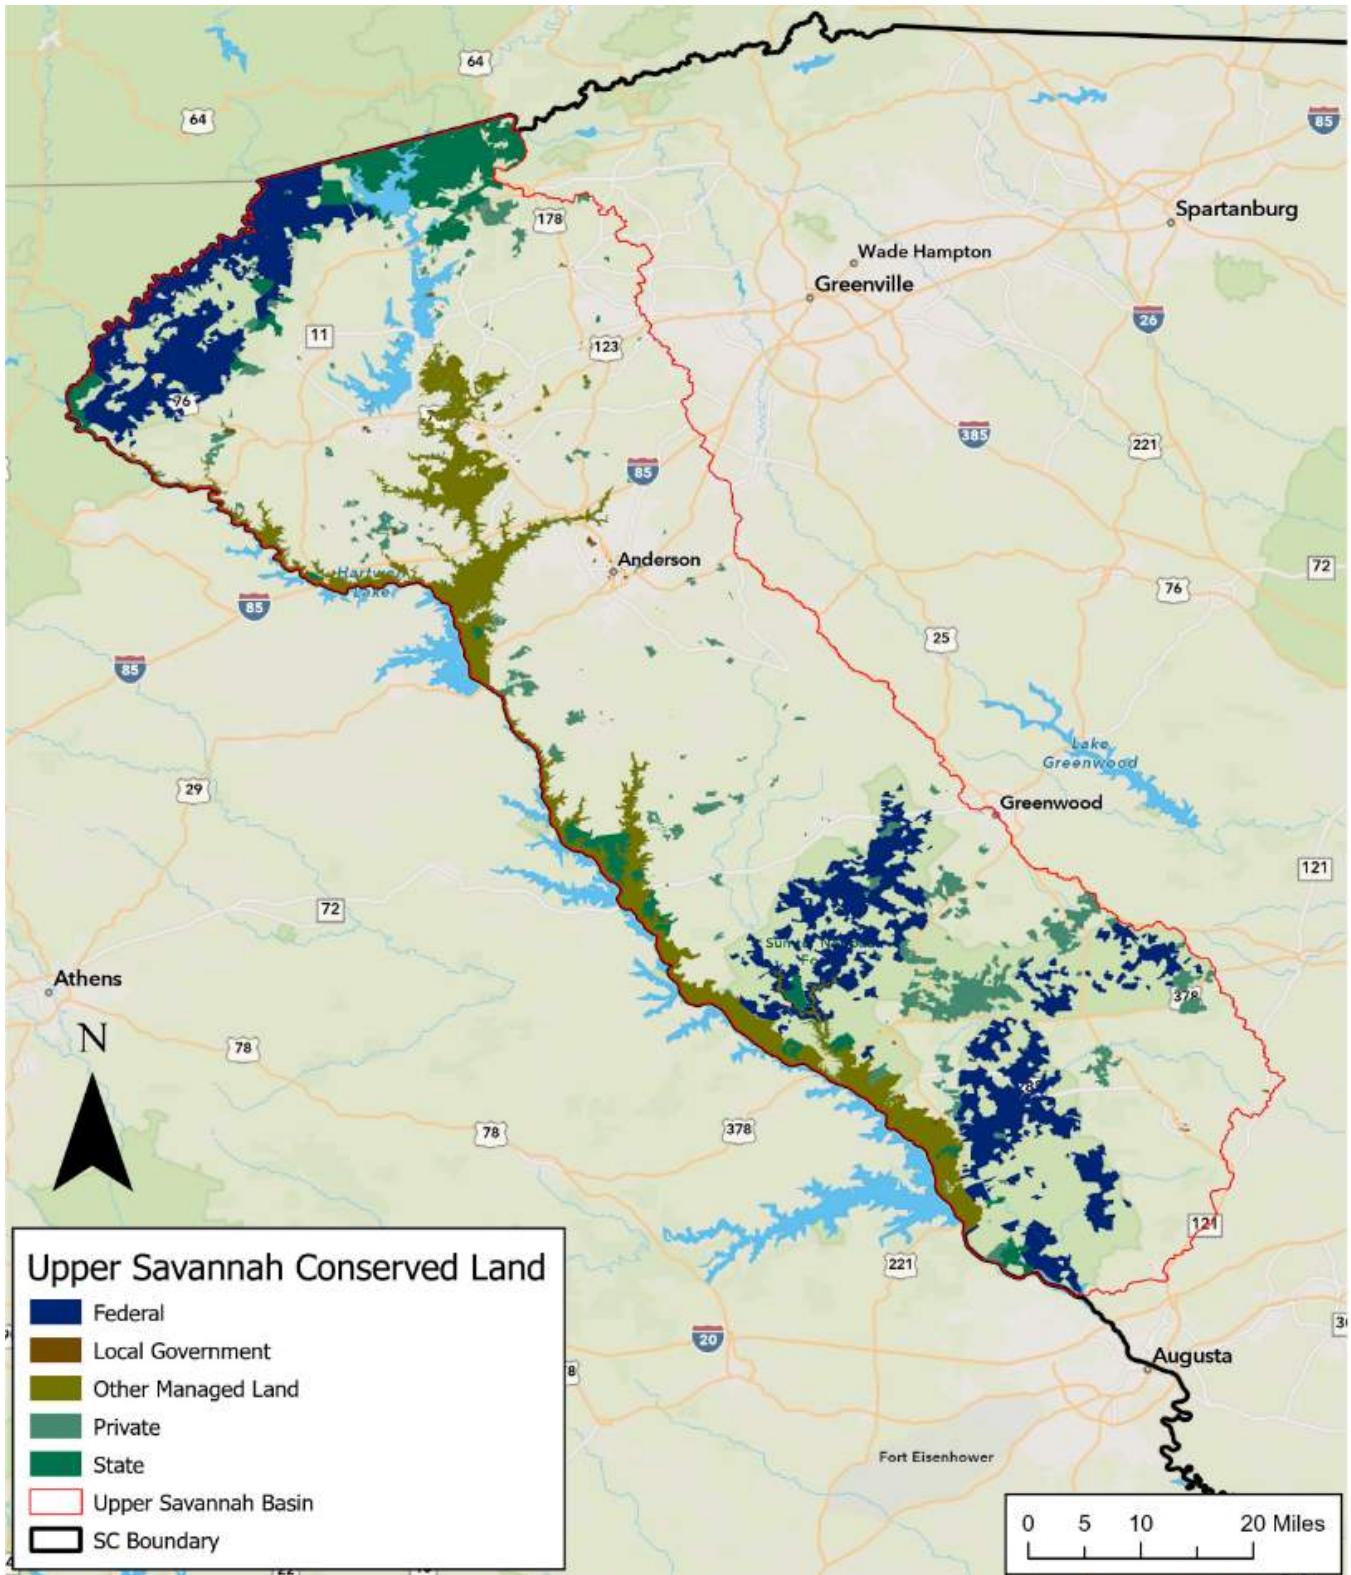 64
64
85
Spartanburg
178
Wade Hampton
Greenville
26
11
123
76
385
221
85
Anderson
Hartwell
Lake
72
85
76
25
85
Lake
Greenwood
29
Greenwood
121
72
Athens
378
N
78
78
378
121
221
Upper Savannah Conserved Land
Federal
Local Government
Other Managed Land
Private
State
Upper Savannah Basin
SC Boundary
20
Augusta
Fort Eisenhower
0 5 10 20 Miles